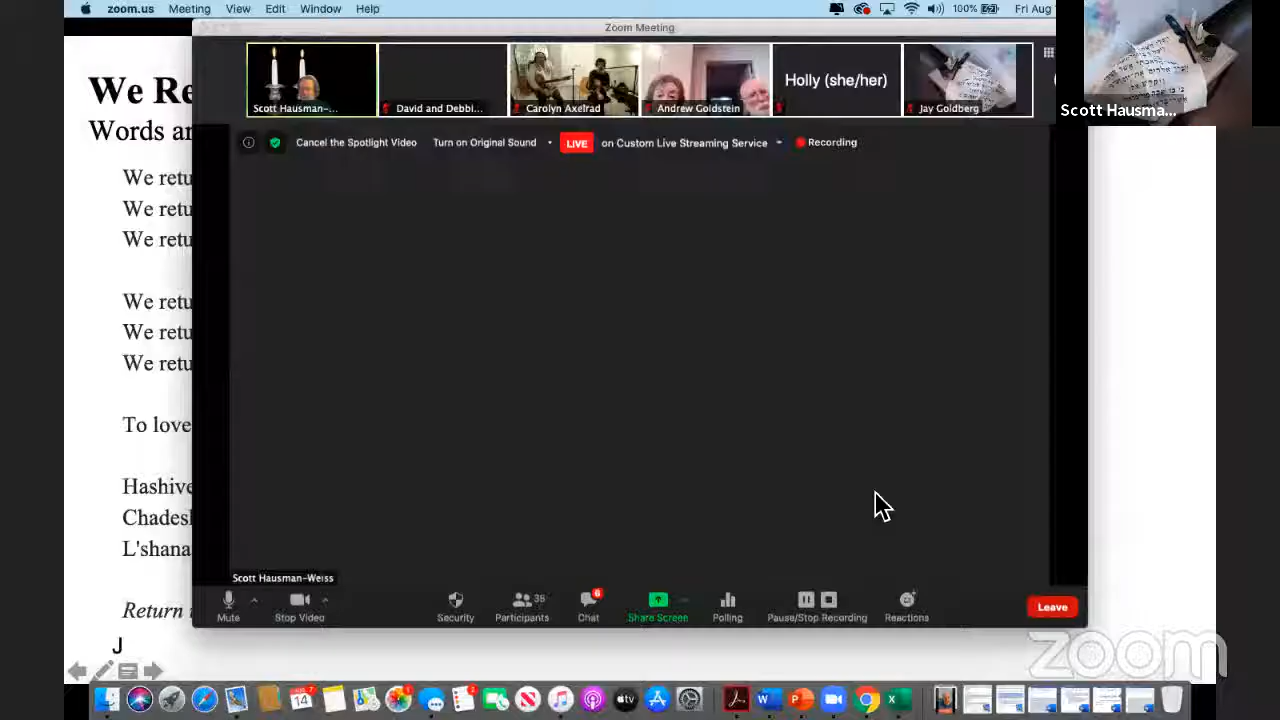 zoom.us Meeting View Edit Window Help 100% Fri Aug
Zoom Meeting
Scott Hausman-...
David and Debbi...
Carolyn Axelrad
Andrew Goldstein
Holly (she/her)
Jay Goldberg
Scott Hausma...
Cancel the Spotlight Video Turn on Original Sound LIVE on Custom Live Streaming Service Recording
We Re
Words an
We retu
We retu
We retu
We retu
We retu
We retu
To love
Hashive
Chadesh
L'shana
Return
J
Scott Hausman-Weiss
Mute Stop Video Security Participants Chat Share Screen Polling Pause/Stop Recording Reactions Leave
zoom